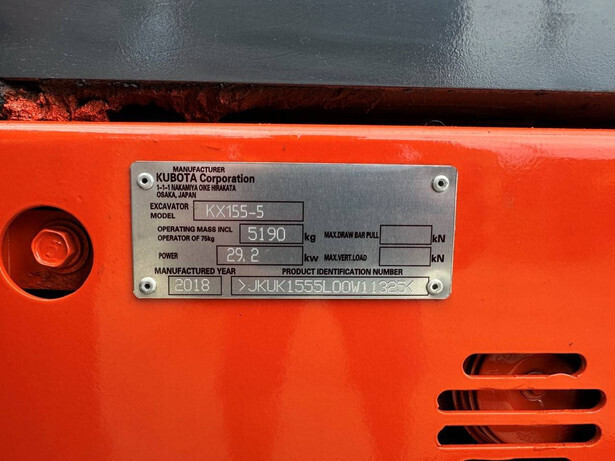 MANUFACTURER
KUBOTA Corporation
1-1-1 NAKAMIYA OIKE HIRAKATA
OSAKA, JAPAN
EXCAVATOR MODEL KX155-5
OPERATING MASS INCL OPERATOR OF 75kg 5190 kg MAX.DRAW BAR PULL kN
POWER 29.2 kw MAX.VERT.LOAD kN
MANUFACTURED YEAR PRODUCT IDENTIFICATION NUMBER
2018 >JKUK1555L00W11325<